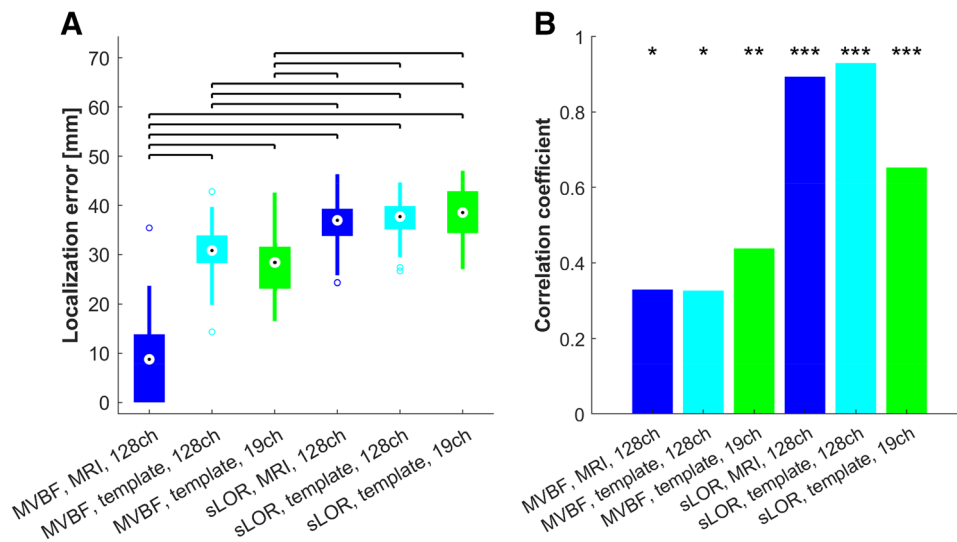 A
Localization error [mm]
70
60
50
40
30
20
10
0
MVBF, MRI, 128ch
MVBF, template, 128ch
MVBF, template, 19ch
sLOR, MRI, 128ch
sLOR, template, 128ch
sLOR, template, 19ch
B
Correlation coefficient
1
0.8
0.6
0.4
0.2
0
* * ** *** *** ***
MVBF, MRI, 128ch
MVBF, template, 128ch
MVBF, template, 19ch
sLOR, MRI, 128ch
sLOR, template, 128ch
sLOR, template, 19ch